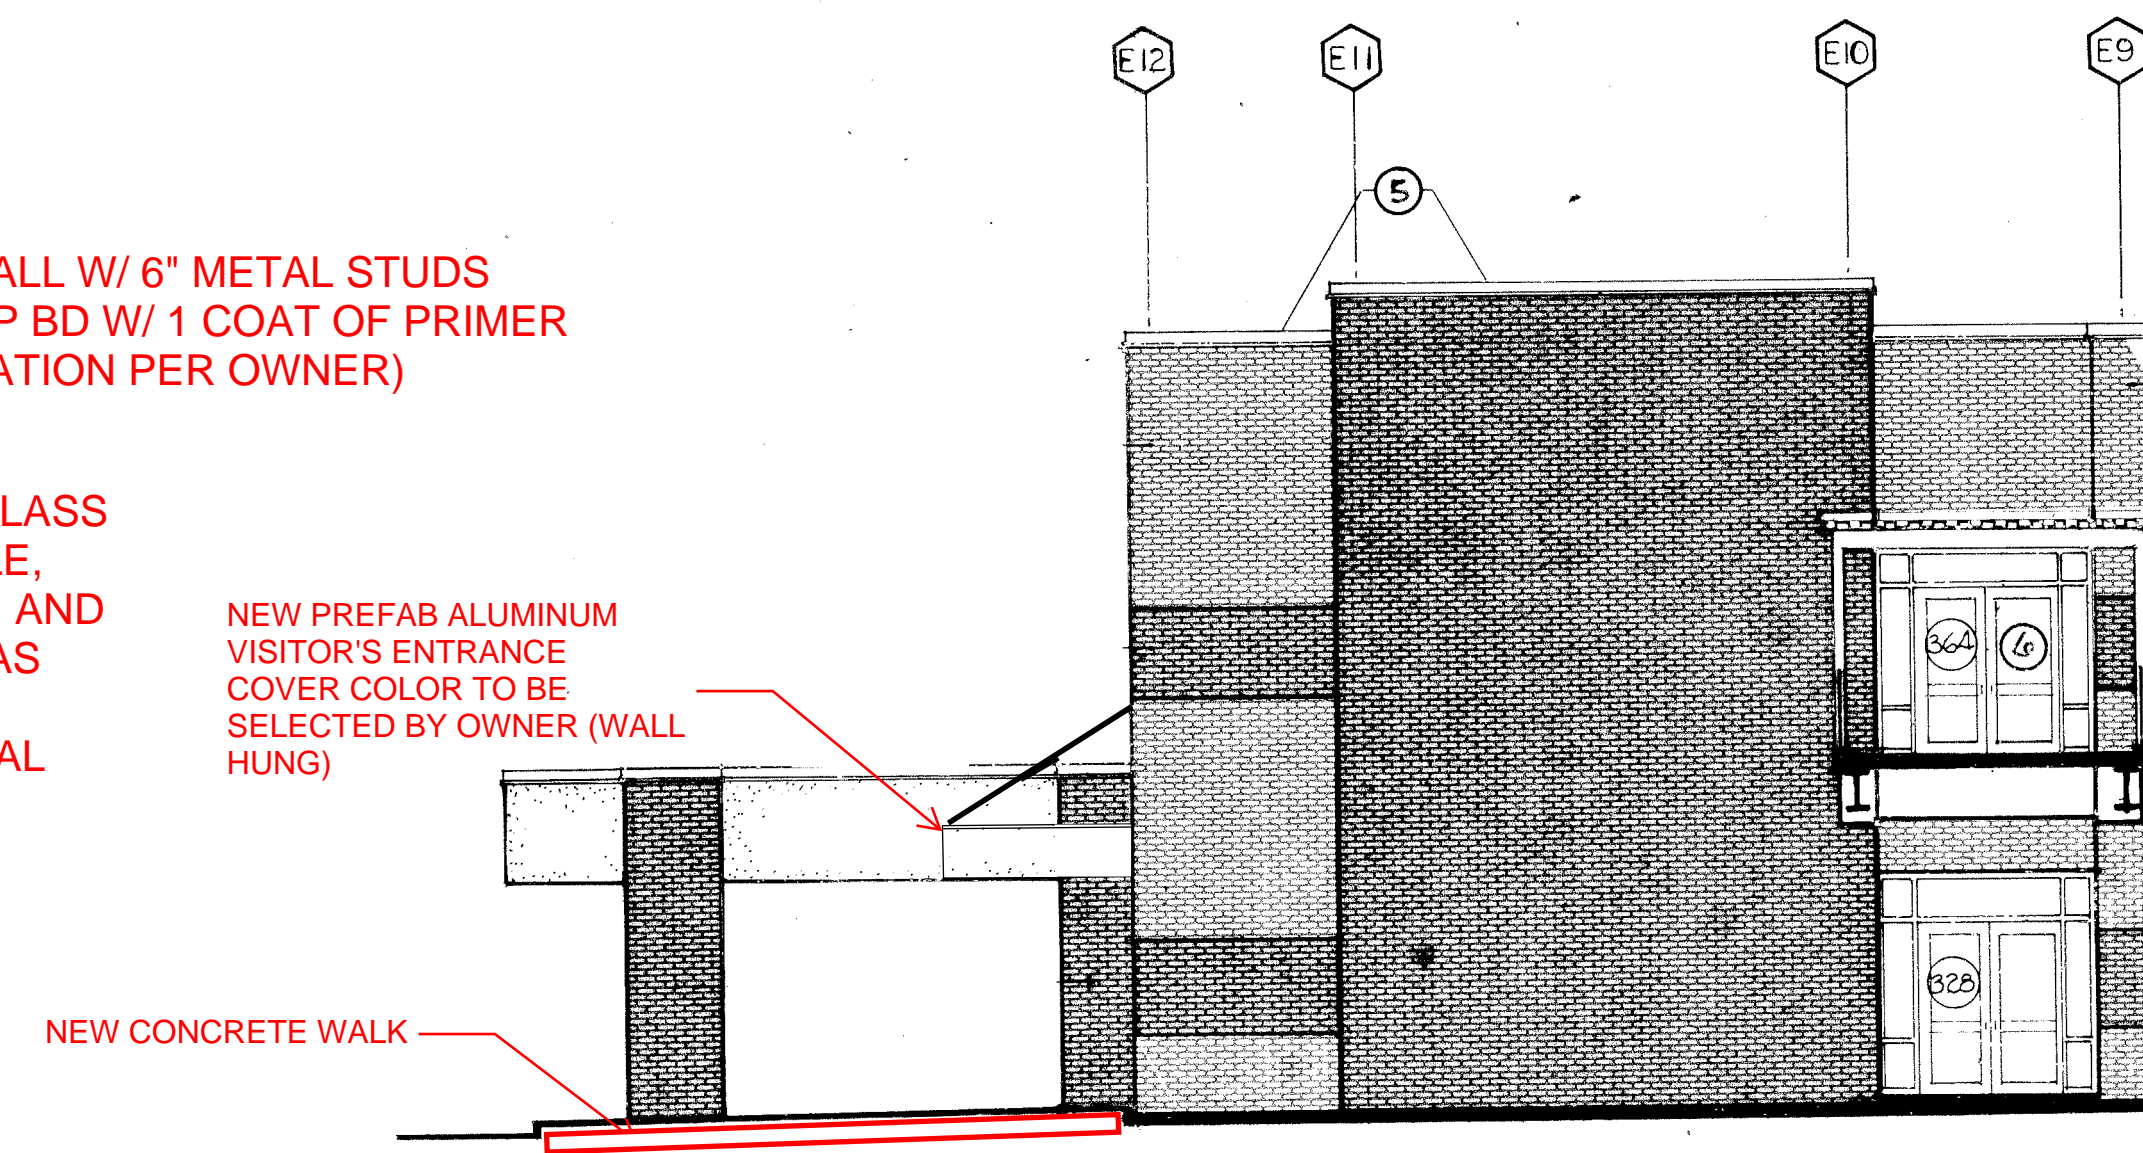 E12
E11
E10
E9
5
ALL W/ 6" METAL STUDS
P BD W/ 1 COAT OF PRIMER
ATION PER OWNER)
LASS
E,
AND
AS
AL
NEW PREFAB ALUMINUM
VISITOR'S ENTRANCE
COVER COLOR TO BE
SELECTED BY OWNER (WALL
HUNG)
36A
328
NEW CONCRETE WALK